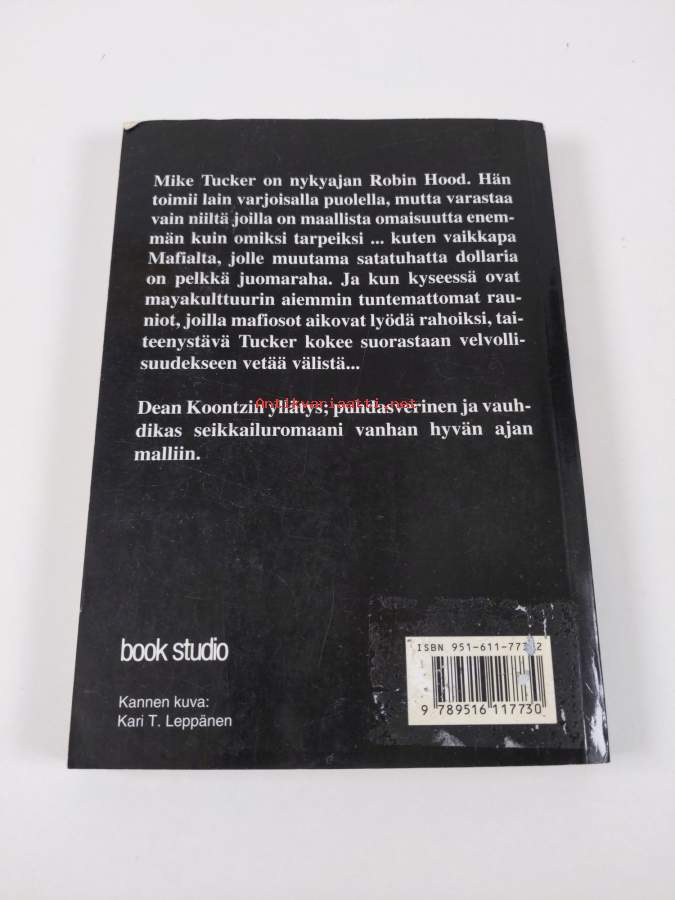 Mike Tucker on nykyajan Robin Hood. Hän
toimii lain varjoisalla puolella, mutta varastaa
vain niiltä joilla on maallista omaisuutta enem-
män kuin omiksi tarpeiksi ... kuten vaikkapa
Mafialta, jolle muutama satatuhatta dollaria
on pelkkä juomaraha. Ja kun kyseessä ovat
mayakulttuurin aiemmin tuntemattomat rau-
niot, joilla mafiosot aikovat lyödä rahoiksi, tai-
teenystävä Tucker kokee suorastaan velvolli-
suudekseen vetää välistä...
Antikvariaatti.net
Dean Koontzin yllätys; puhdasverinen ja vauh-
dikas seikkailuromaani vanhan hyvän ajan
malliin.
book studio
Kannen kuva:
Kari T. Leppänen
ISBN 951-611-77
9 789516 117730